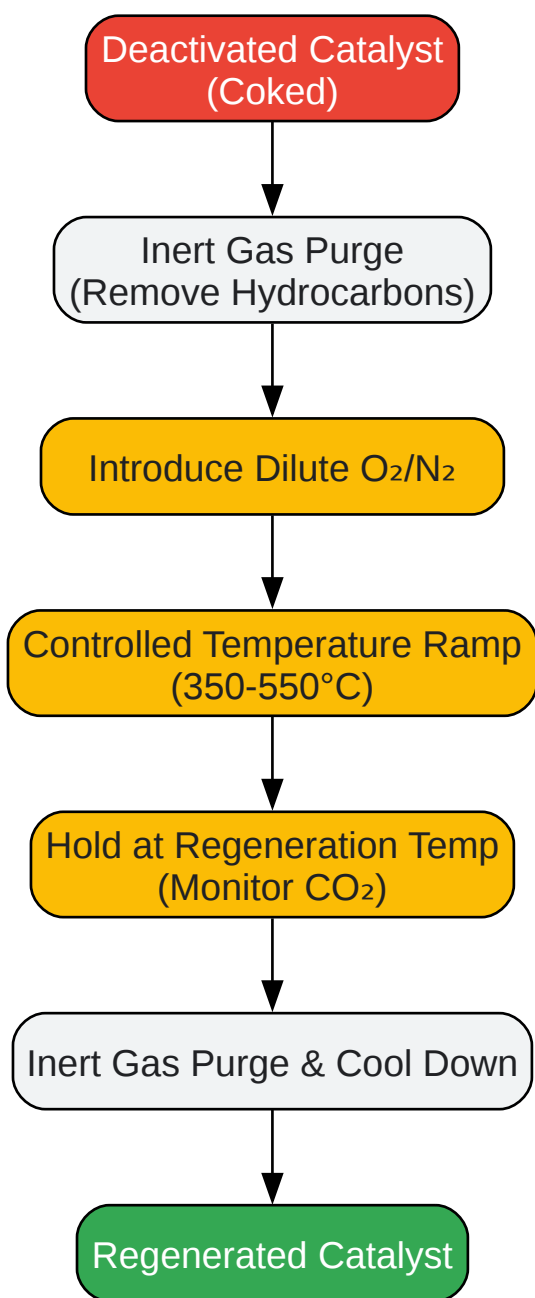 Deactivated Catalyst
(Coked)
Inert Gas Purge
(Remove Hydrocarbons)
Introduce Dilute O₂/N₂
Controlled Temperature Ramp
(350-550°C)
Hold at Regeneration Temp
(Monitor CO₂)
Inert Gas Purge & Cool Down
Regenerated Catalyst